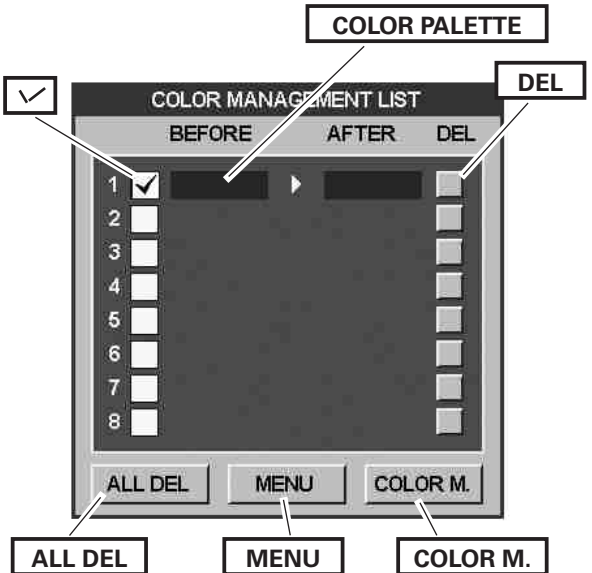 COLOR PALETTE
✓ DEL
COLOR MANAGEMENT LIST
BEFORE AFTER DEL
1 ✓
2
3
4
5
6
7
8
ALL DEL MENU COLOR M.
ALL DEL MENU COLOR M.